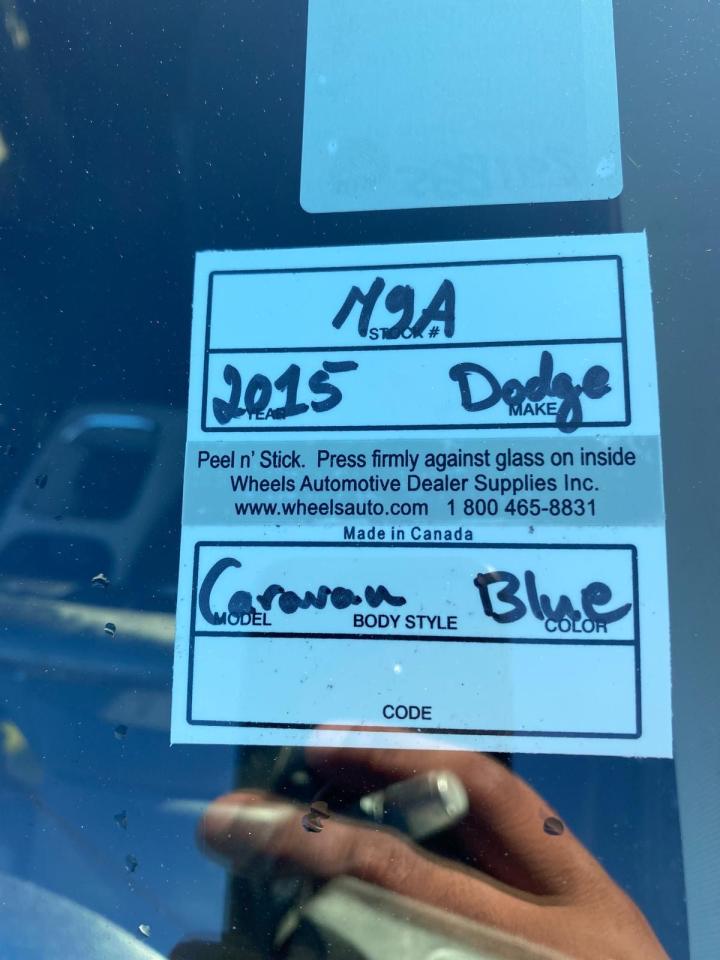 M9A
STOCK #
2015 Dodge
YEAR MAKE
Peel n' Stick. Press firmly against glass on inside
Wheels Automotive Dealer Supplies Inc.
www.wheelsauto.com 1 800 465-8831
Made in Canada
Caravan Blue
MODEL BODY STYLE COLOR
CODE